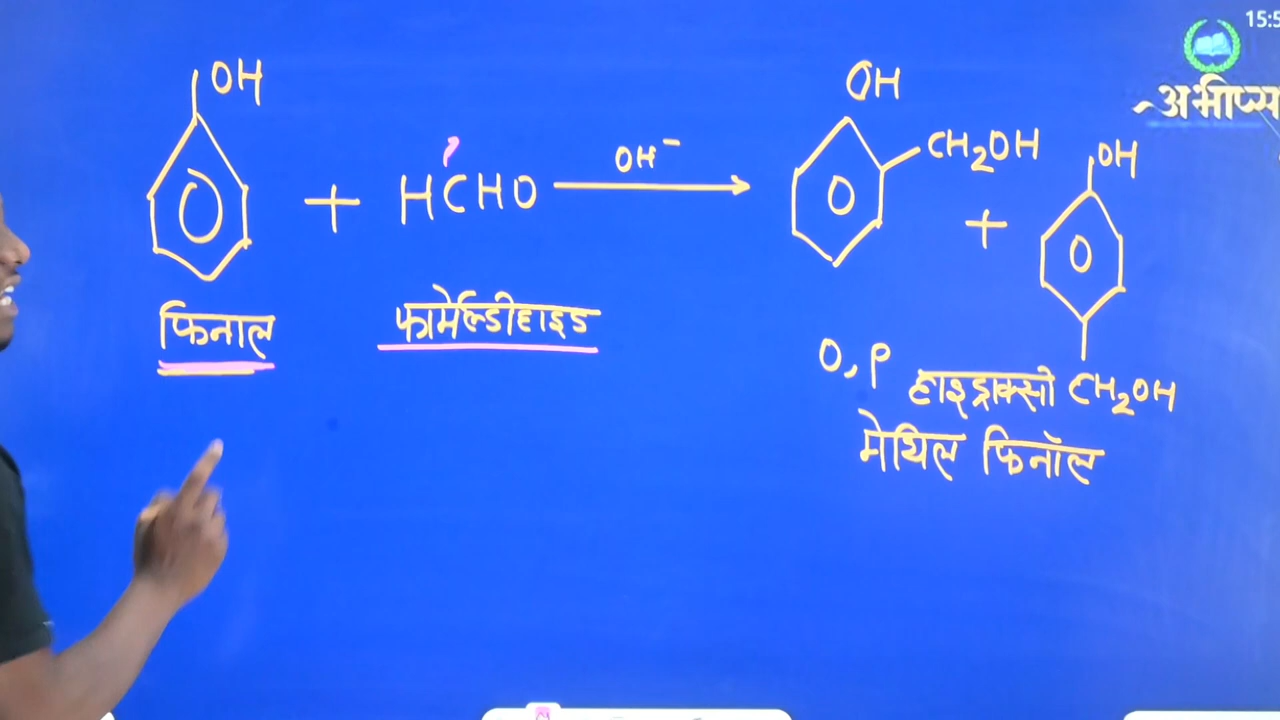 15:5
~अभीप्स
OH
OH
HCHO
OH⁻
CH₂OH
OH
+
+
फिनाल
फार्मेल्डीहाइड
O, P हाइड्राक्सो CH₂OH
मेथिल फिनॉल